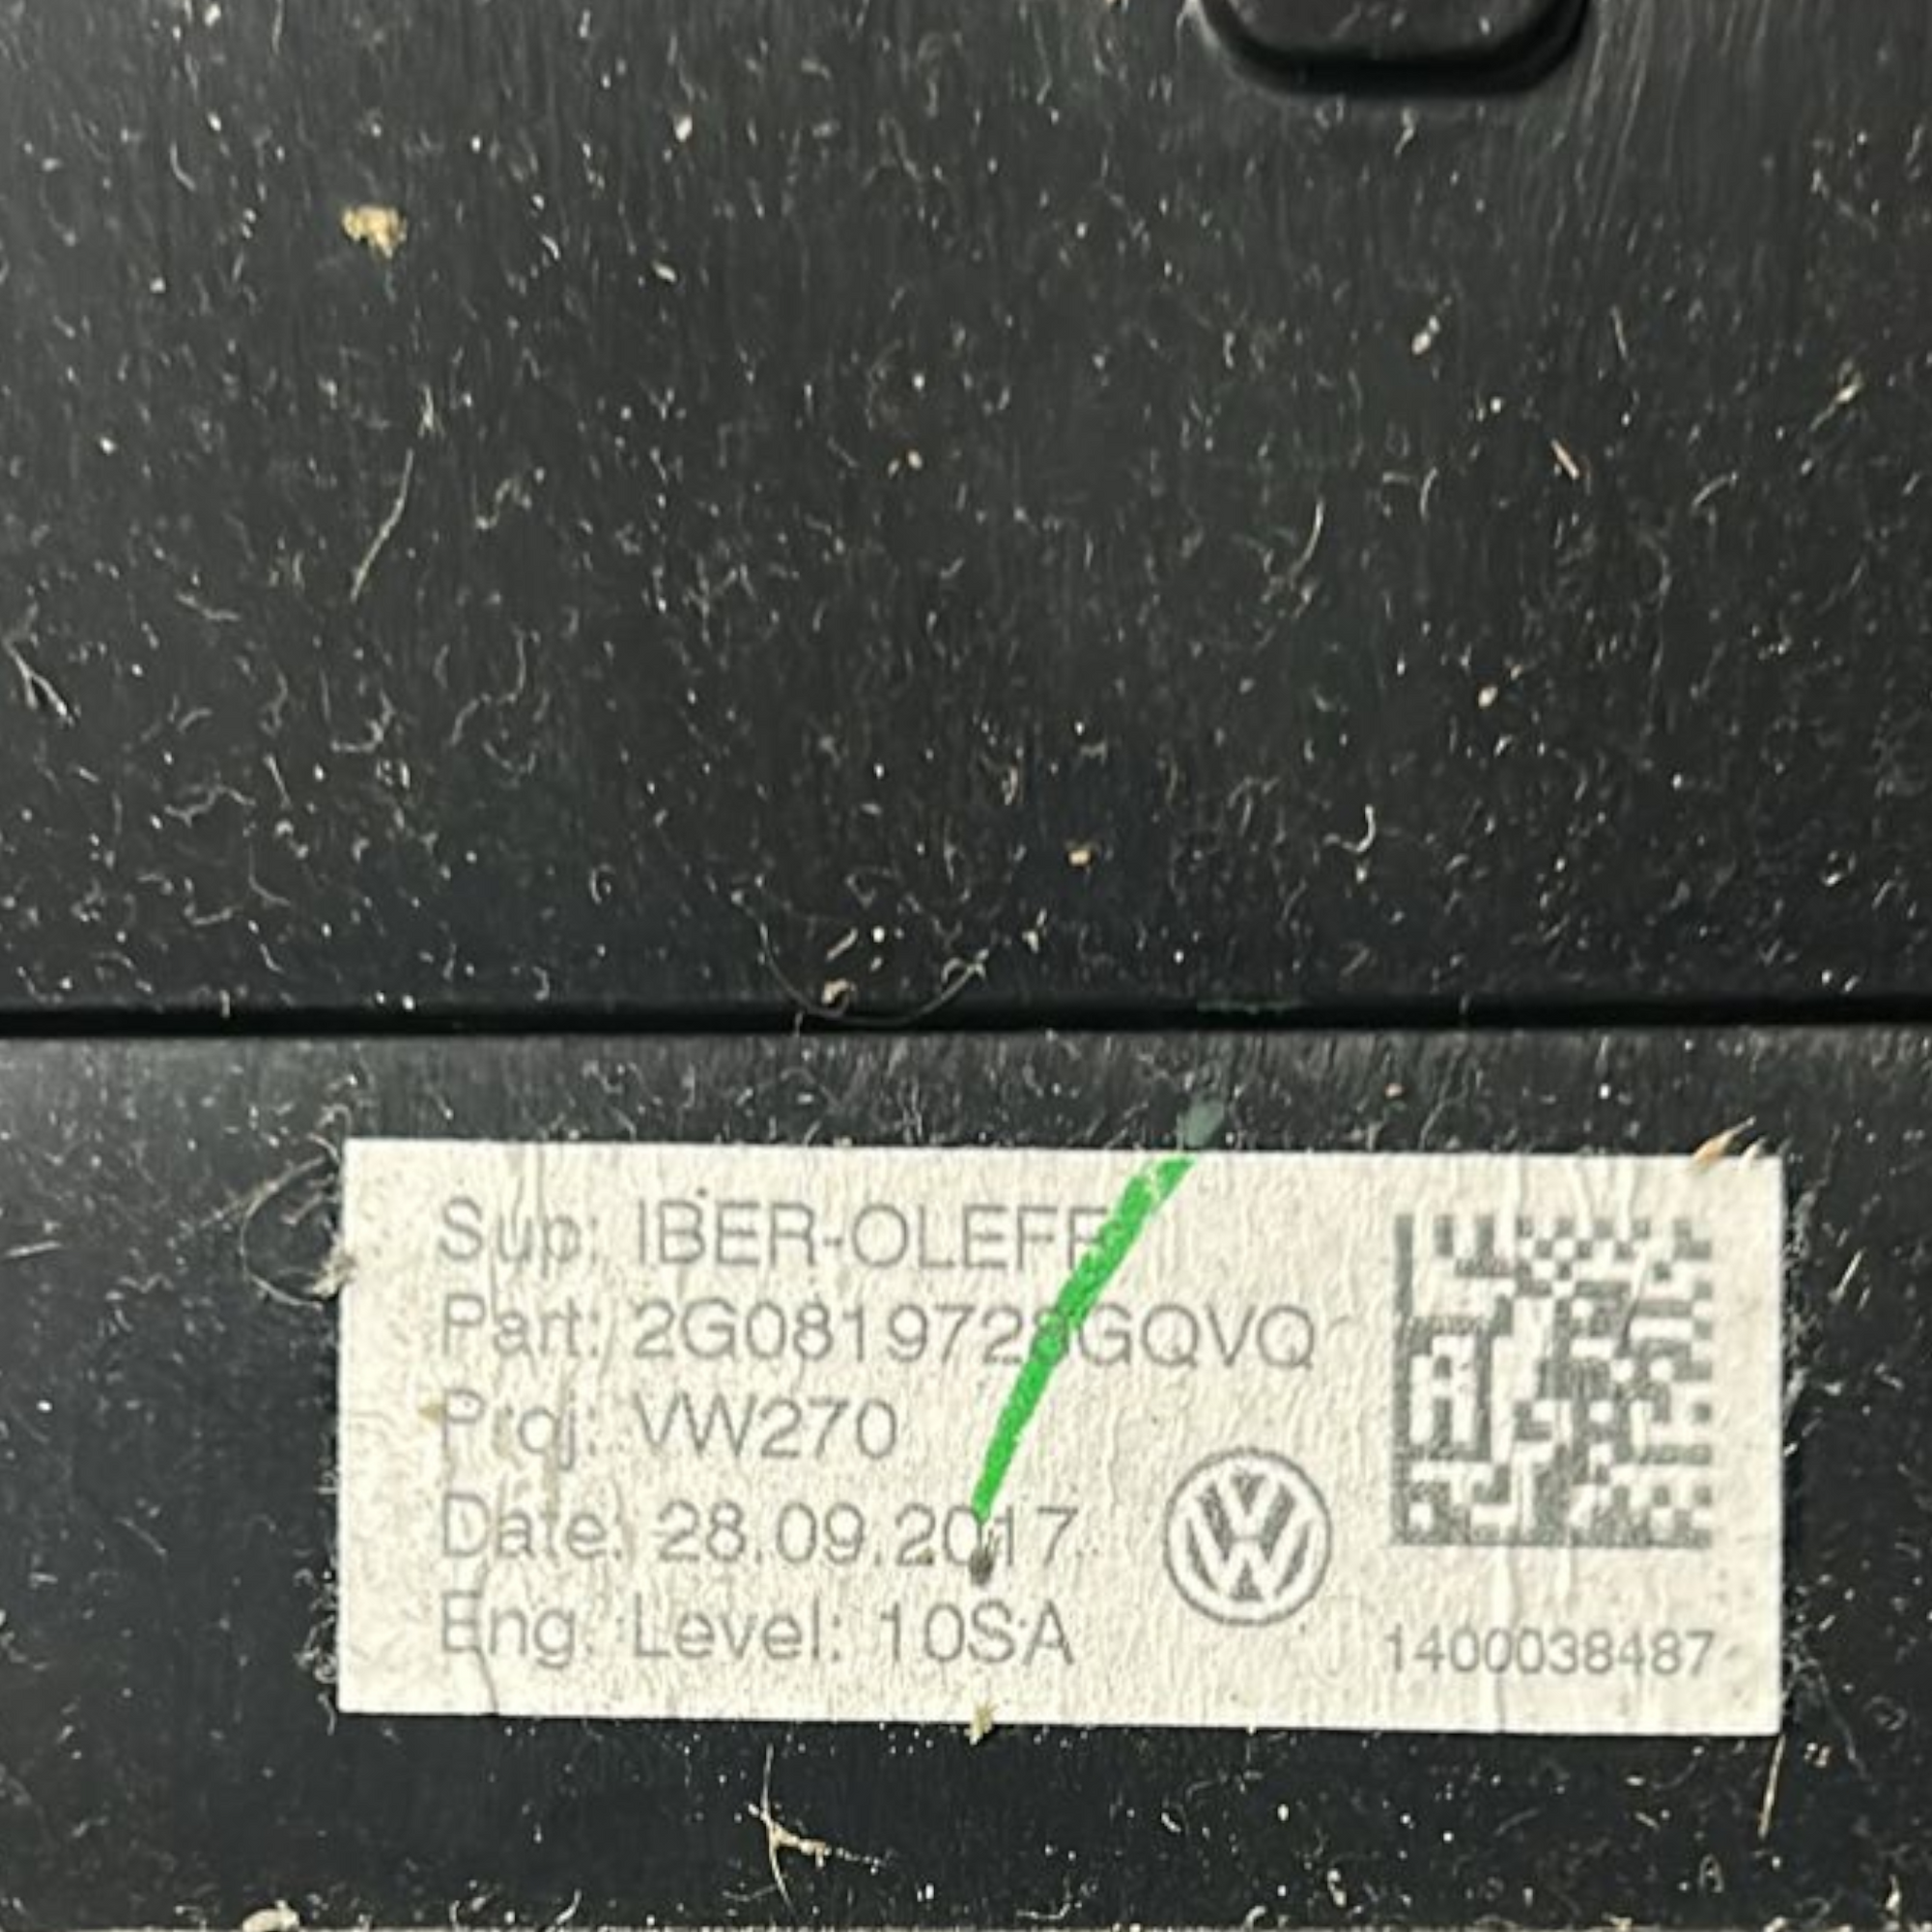 Sup: IBER-OLEFF
Part: 2G0819728GQVQ
Proj: VW270
Date: 28.09.2017
Eng. Level: 10SA
1400038487